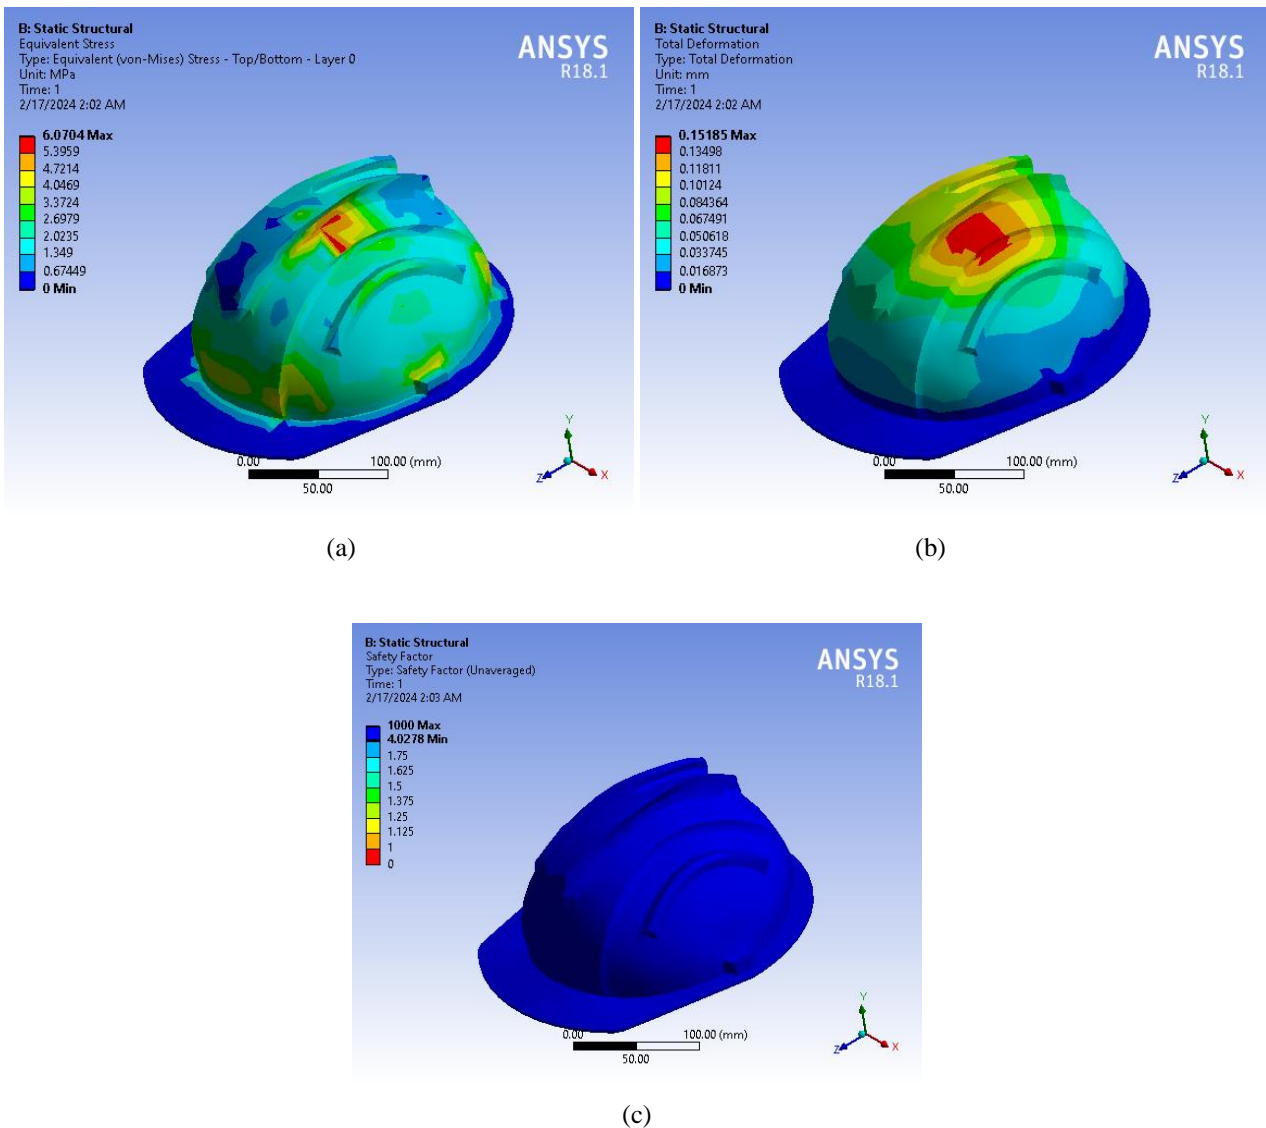 B: Static Structural
Equivalent Stress
Type: Equivalent (von-Mises) Stress - Top/Bottom - Layer 0
Unit: MPa
Time: 1
2/17/2024 2:02 AM
ANSYS
R18.1
6.0704 Max
5.3959
4.7214
4.0469
3.3724
2.6979
2.0235
1.349
0.67449
0 Min
0.00
100.00 (mm)
50.00
Y
Z
X
(a)
B: Static Structural
Total Deformation
Type: Total Deformation
Unit: mm
Time: 1
2/17/2024 2:02 AM
ANSYS
R18.1
0.15185 Max
0.13498
0.11811
0.10124
0.084364
0.067491
0.050618
0.033745
0.016873
0 Min
0.00
100.00 (mm)
50.00
Y
Z
X
(b)
B: Static Structural
Safety Factor
Type: Safety Factor (Unaveraged)
Time: 1
2/17/2024 2:03 AM
ANSYS
R18.1
1000 Max
4.0278 Min
1.75
1.625
1.5
1.375
1.25
1.125
1
0
0.00
100.00 (mm)
50.00
Y
Z
X
(c)